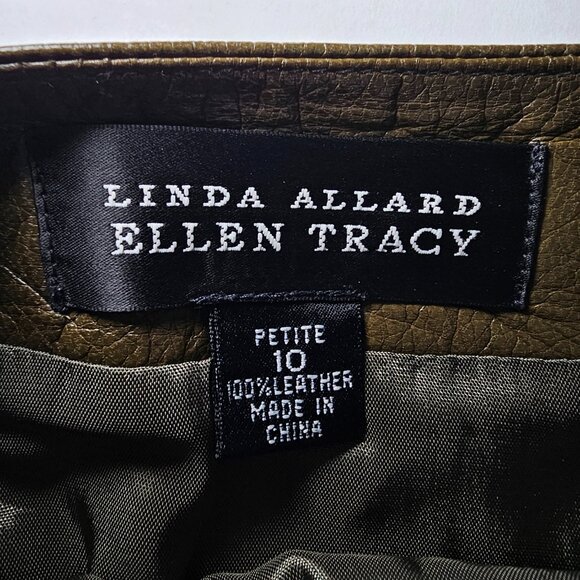 LINDA ALLARD
ELLEN TRACY
PETITE
10
100%LEATHER
MADE IN
CHINA